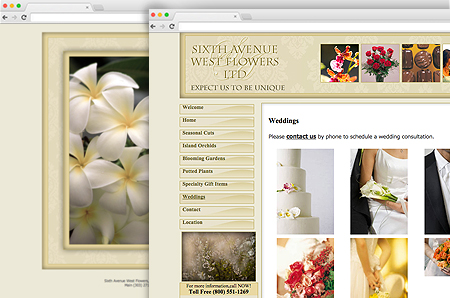 SIXTH AVENUE
WEST FLOWERS
LTD
EXPECT US TO BE UNIQUE
Welcome
Home
Seasonal Cuts
Island Orchids
Blooming Gardens
Potted Plants
Specialty Gift Items
Weddings
Contact
Location
For more information,call NOW!
Toll Free (800) 551-1269
Weddings
Please contact us by phone to schedule a wedding consultation.
Sixth Avenue West Flowers,
Main (303)